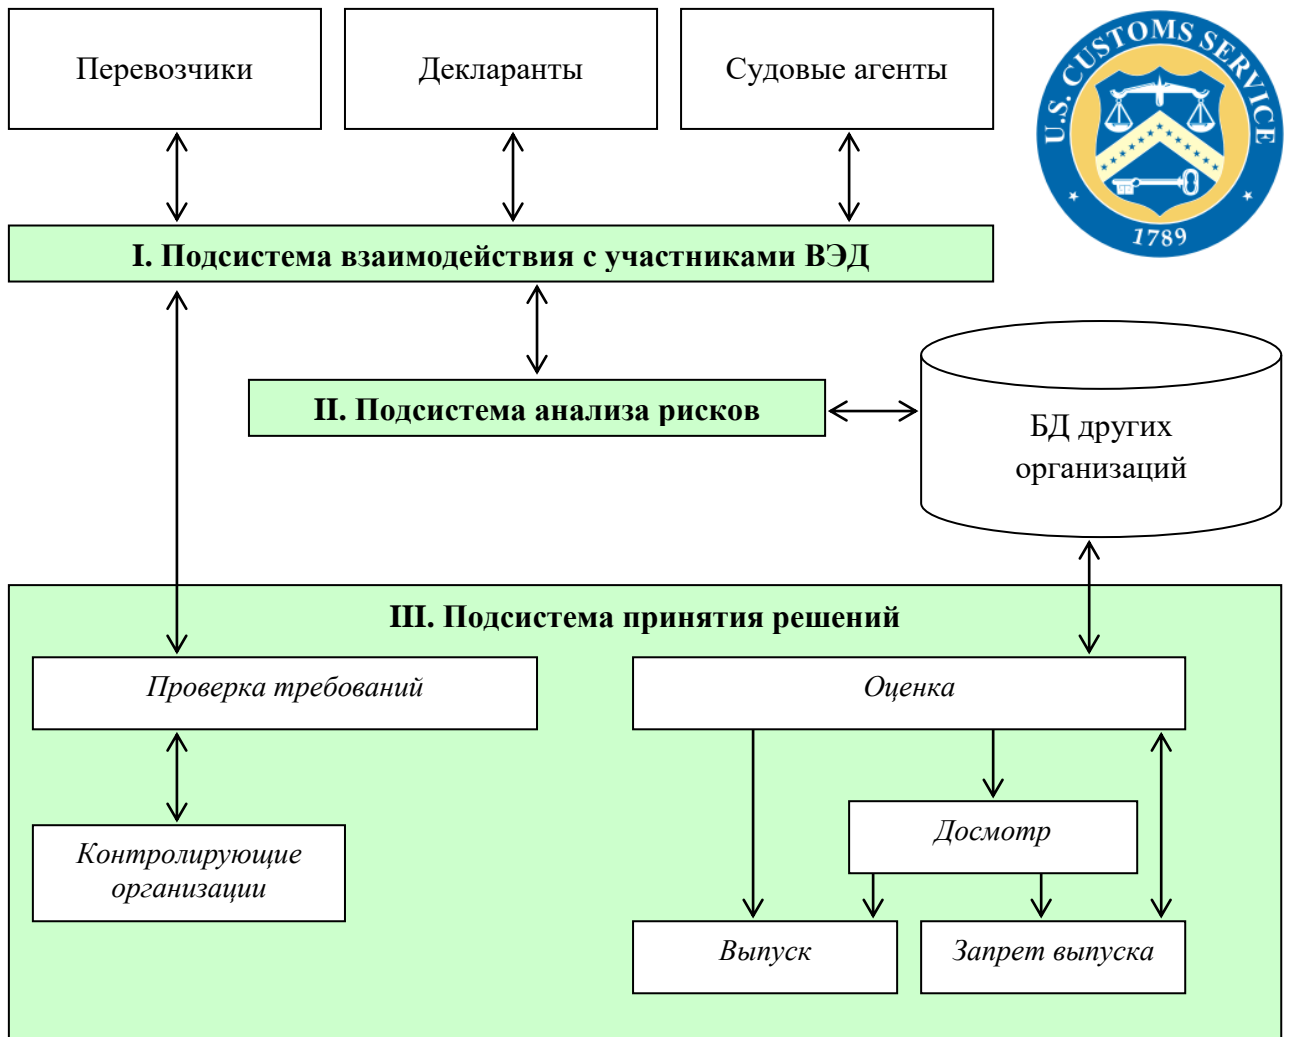 Перевозчики
Декларанты
Судовые агенты
U.S. CUSTOMS SERVICE
1789
I. Подсистема взаимодействия с участниками ВЭД
II. Подсистема анализа рисков
БД других
организаций
III. Подсистема принятия решений
Проверка требований
Оценка
Досмотр
Контролирующие
организации
Выпуск
Запрет выпуска